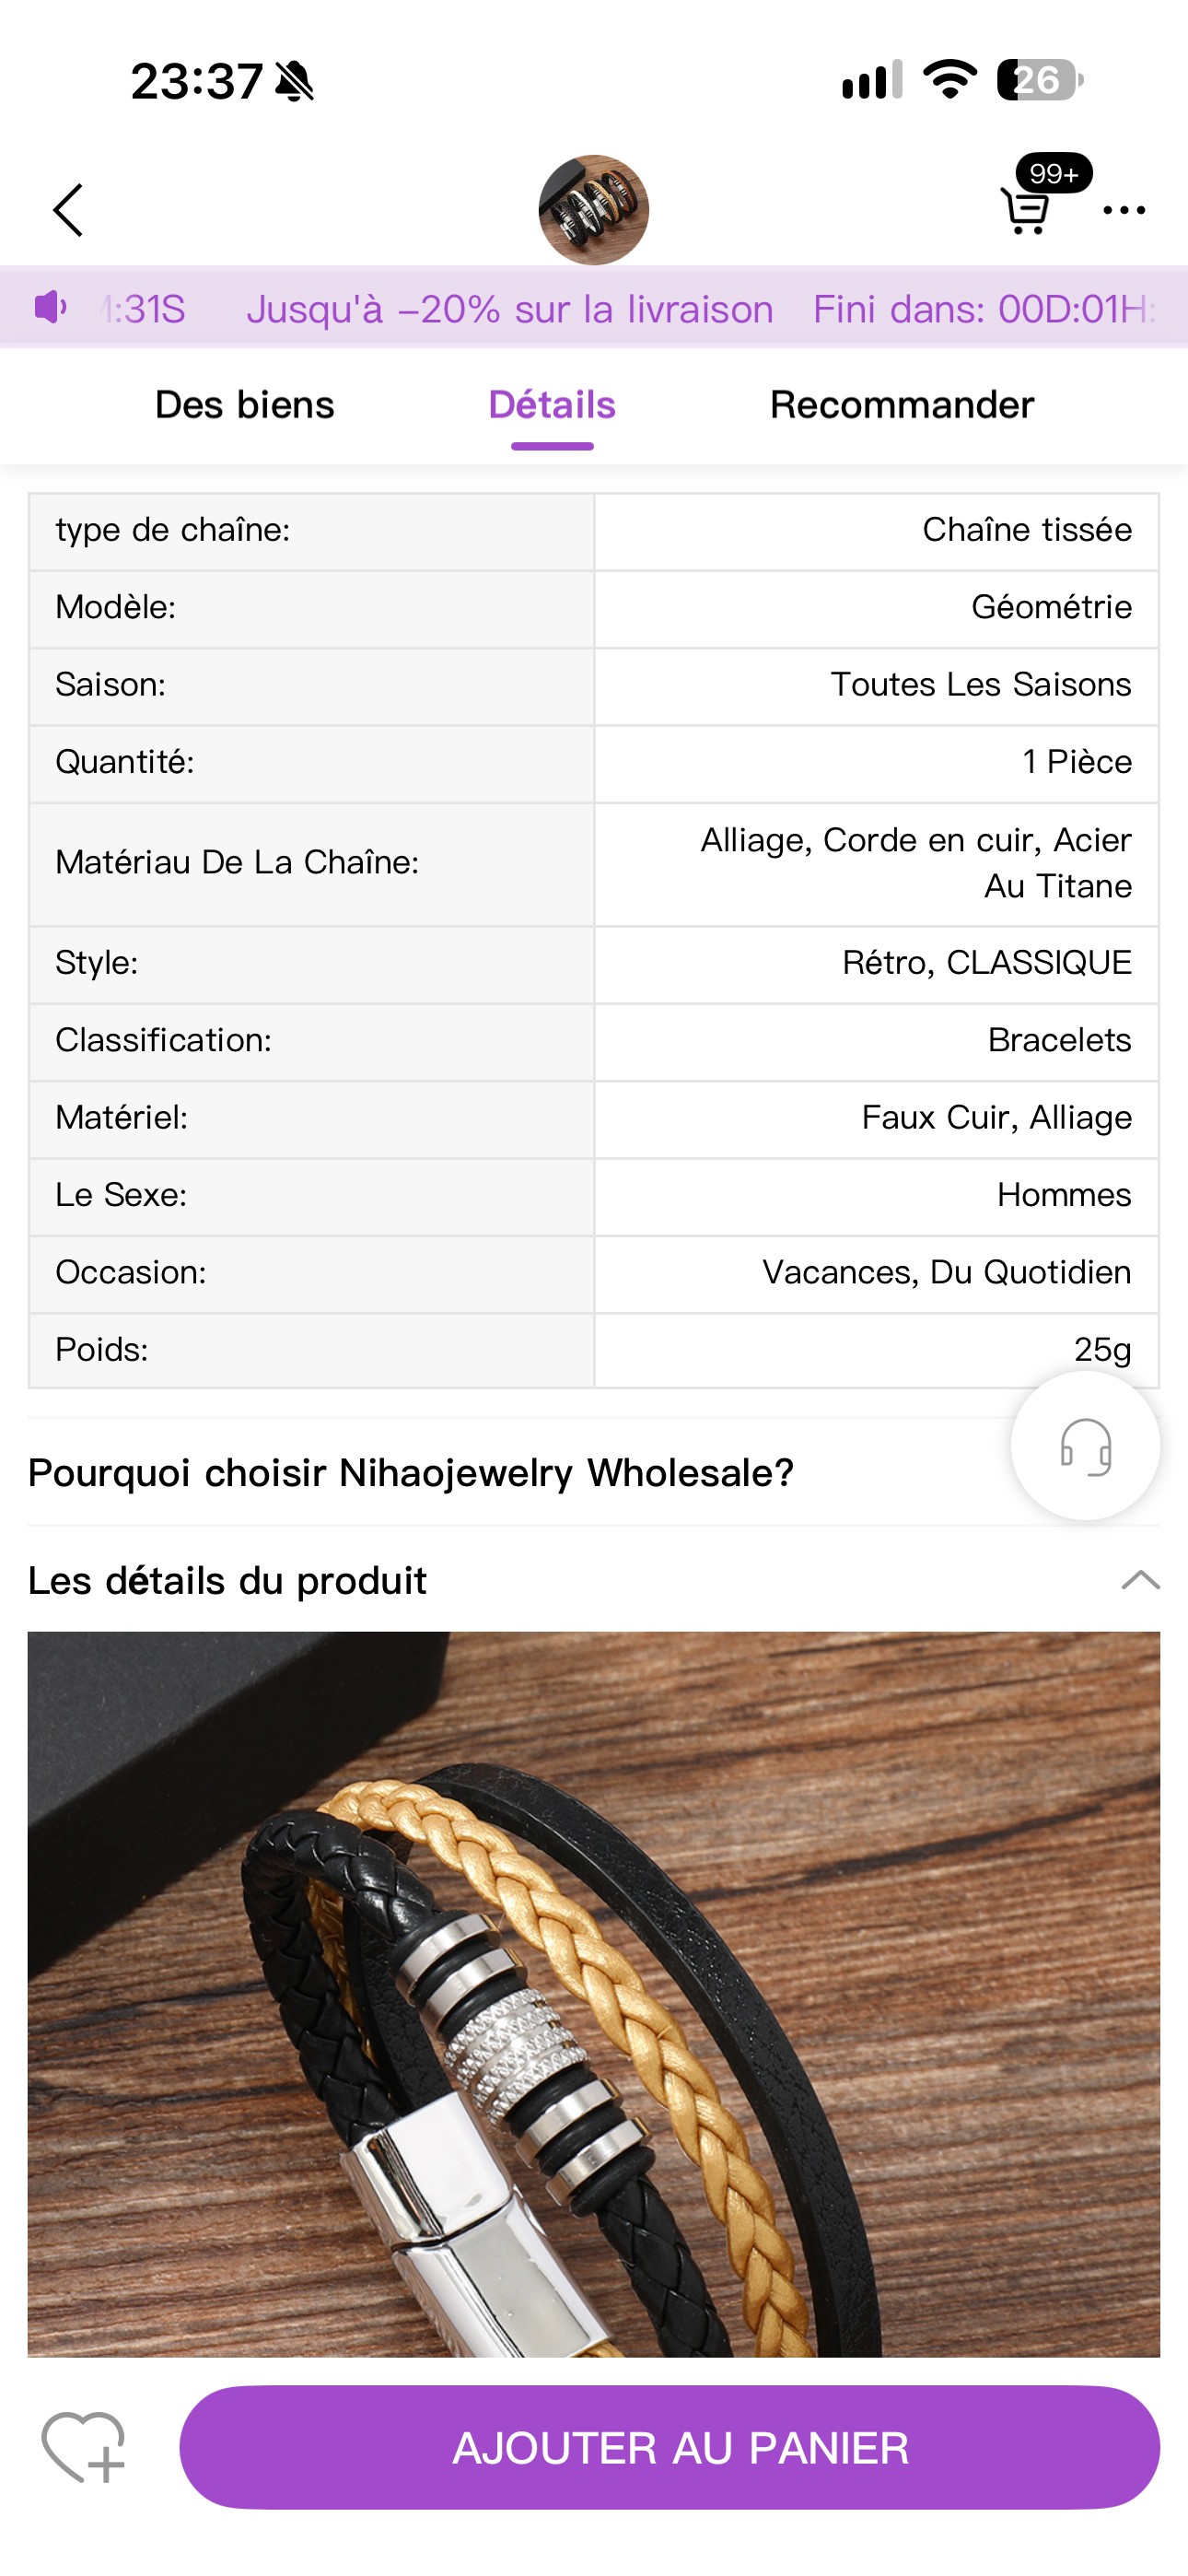 23:37
26
99+
:31S Jusqu'à –20% sur la livraison Fini dans: 00D:01H:
Des biens Détails Recommander
type de chaîne: Chaîne tissée
Modèle: Géométrie
Saison: Toutes Les Saisons
Quantité: 1 Pièce
Matériau De La Chaîne: Alliage, Corde en cuir, Acier
Au Titane
Style: Rétro, CLASSIQUE
Classification: Bracelets
Matériel: Faux Cuir, Alliage
Le Sexe: Hommes
Occasion: Vacances, Du Quotidien
Poids: 25g
Pourquoi choisir Nihaojewelry Wholesale?
Les détails du produit
AJOUTER AU PANIER